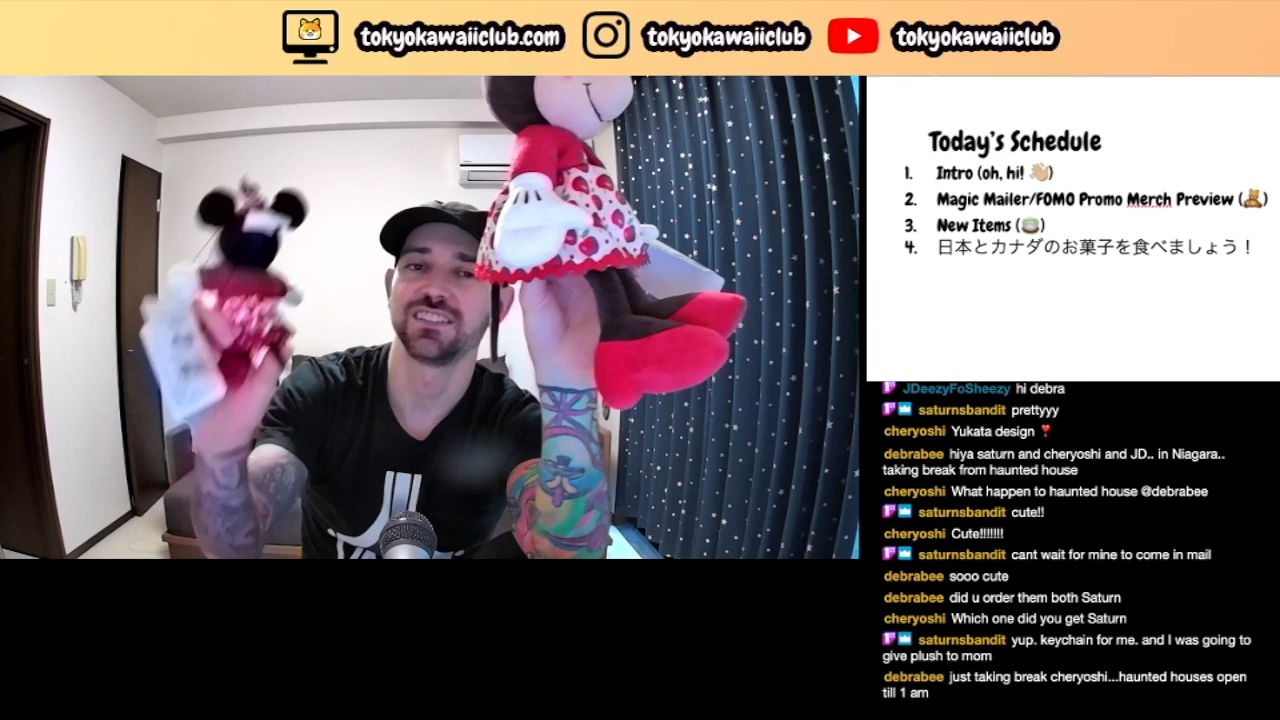 tokyokawaiiclub.com
tokyokawaiiclub
tokyokawaiiclub
Today's Schedule
1. Intro (oh, hi! 👋🏼)
2. Magic Mailer/FOMO Promo Merch Preview (🧸)
3. New Items (🍵)
4. 日本とカナダのお菓子を食べましょう！
JDeezyFoSheezy hi debra
saturnsbandit prettyyy
cheryoshi Yukata design ❣️
debrabee hiya saturn and cheryoshi and JD.. in Niagara..
taking break from haunted house
cheryoshi What happen to haunted house @debrabee
saturnsbandit cute!!
cheryoshi Cute!!!!!!!
saturnsbandit cant wait for mine to come in mail
debrabee sooo cute
debrabee did u order them both Saturn
cheryoshi Which one did you get Saturn
saturnsbandit yup. keychain for me. and I was going to
give plush to mom
debrabee just taking break cheryoshi...haunted houses open
till 1 am